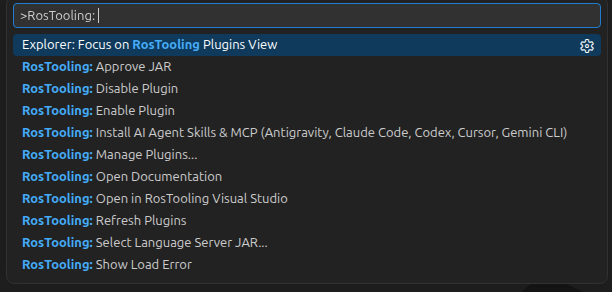 >RosTooling:
Explorer: Focus on RosTooling Plugins View
RosTooling: Approve JAR
RosTooling: Disable Plugin
RosTooling: Enable Plugin
RosTooling: Install AI Agent Skills & MCP (Antigravity, Claude Code, Codex, Cursor, Gemini CLI)
RosTooling: Manage Plugins...
RosTooling: Open Documentation
RosTooling: Open in RosTooling Visual Studio
RosTooling: Refresh Plugins
RosTooling: Select Language Server JAR...
RosTooling: Show Load Error